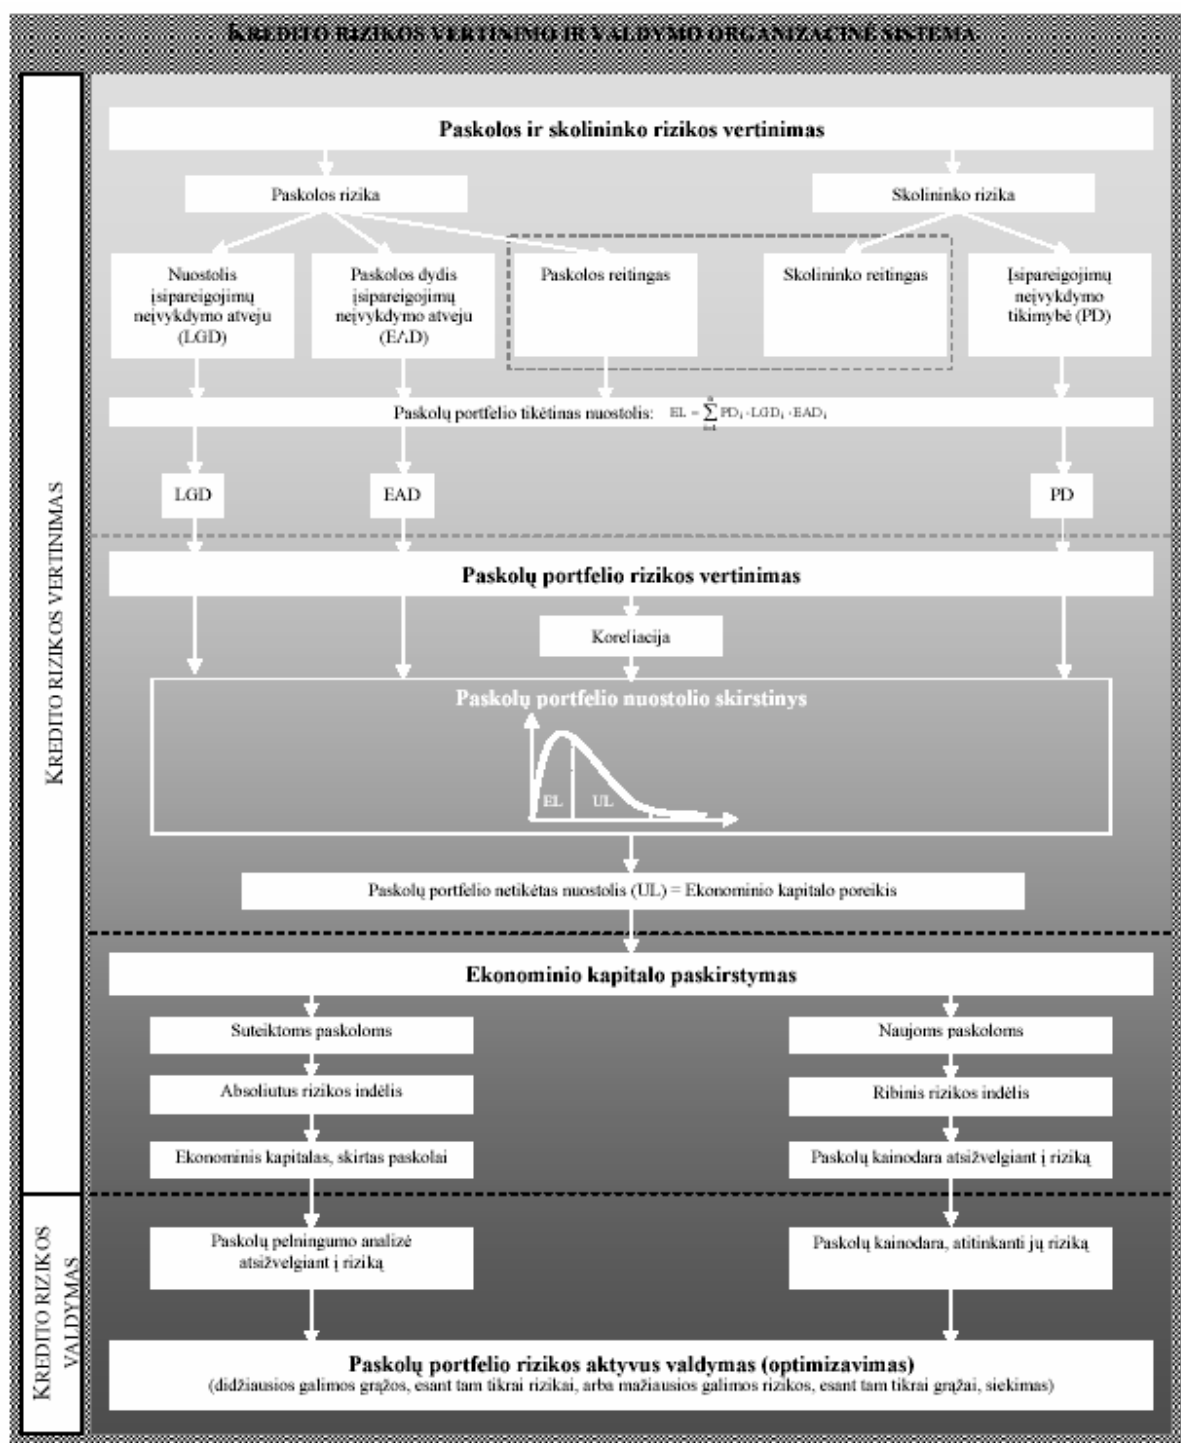 KREDITO RIZIKOS VERTINIMO IR VALDYMO ORGANIZACINĖ SISTEMA
KREDITO RIZIKOS VERTINIMAS
Paskolos ir skolininko rizikos vertinimas
Paskolos rizika
Skolininko rizika
Nuostolis
įsipareigojimų
neįvykdymo atveju
(LGD)
Paskolos dydis
įsipareigojimų
neįvykdymo atveju
(EAD)
Paskolos reitingas
Skolininko reitingas
Įsipareigojimų
neįvykdymo
tikimybė (PD)
Paskolų portfelio tikėtinas nuostolis: EL = ∑ PDᵢ · LGDᵢ · EADᵢ
LGD
EAD
PD
Paskolų portfelio rizikos vertinimas
Koreliacija
Paskolų portfelio nuostolio skirstinys
EL
UL
Paskolų portfelio netikėtas nuostolis (UL) = Ekonominio kapitalo poreikis
Ekonominio kapitalo paskirstymas
Suteiktoms paskoloms
Naujoms paskoloms
Absoliutus rizikos indėlis
Ribinis rizikos indėlis
Ekonominis kapitalas, skirtas paskolai
Paskolų kainodara atsižvelgiant į riziką
KREDITO RIZIKOS
VALDYMAS
Paskolų pelningumo analizė
atsižvelgiant į riziką
Paskolų kainodara, atitinkanti jų riziką
Paskolų portfelio rizikos aktyvus valdymas (optimizavimas)
(didžiausios galimos grąžos, esant tam tikrai rizikai, arba mažiausios galimos rizikos, esant tam tikrai grąžai, siekimas)